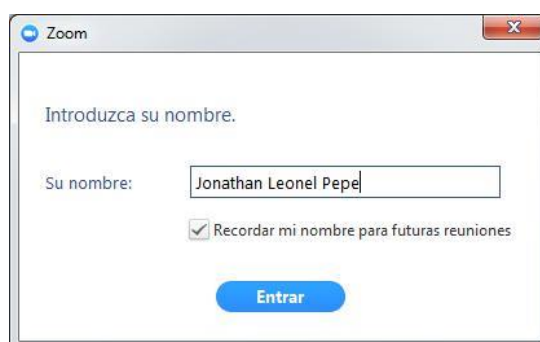 Zoom
Introduzca su nombre.
Su nombre: Jonathan Leonel Pepe
Recordar mi nombre para futuras reuniones
Entrar